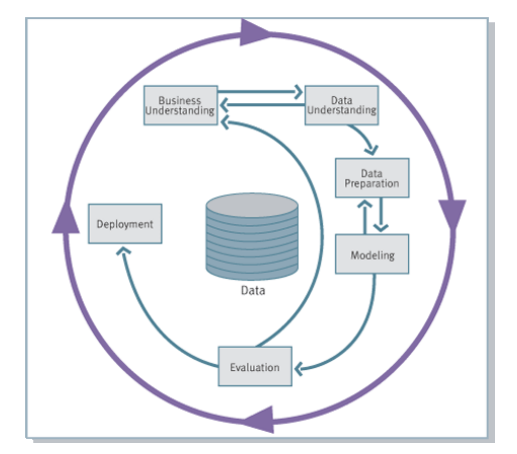 Business
Understanding
Data
Understanding
Data
Preparation
Deployment
Modeling
Data
Evaluation